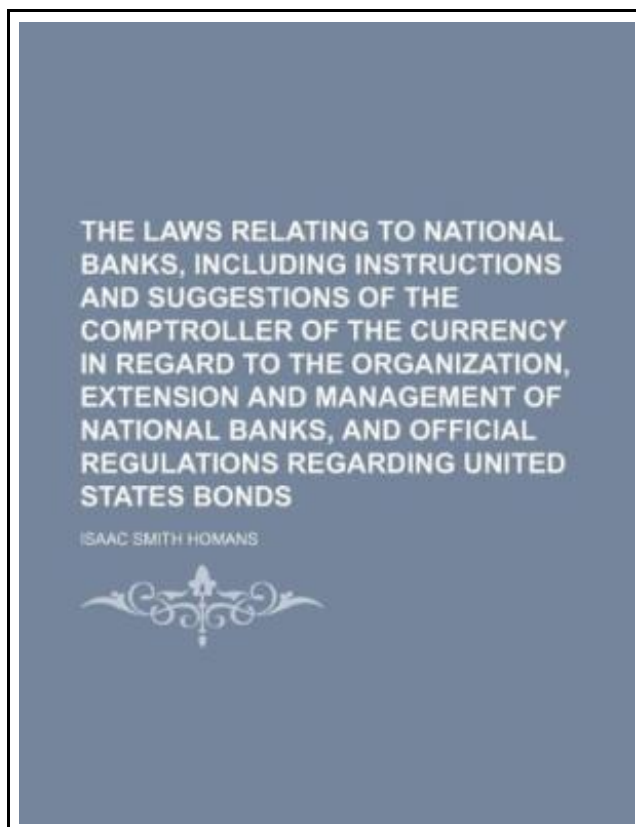 THE LAWS RELATING TO NATIONAL
BANKS, INCLUDING INSTRUCTIONS
AND SUGGESTIONS OF THE
COMPTROLLER OF THE CURRENCY
IN REGARD TO THE ORGANIZATION,
EXTENSION AND MANAGEMENT OF
NATIONAL BANKS, AND OFFICIAL
REGULATIONS REGARDING UNITED
STATES BONDS
ISAAC SMITH HOMANS